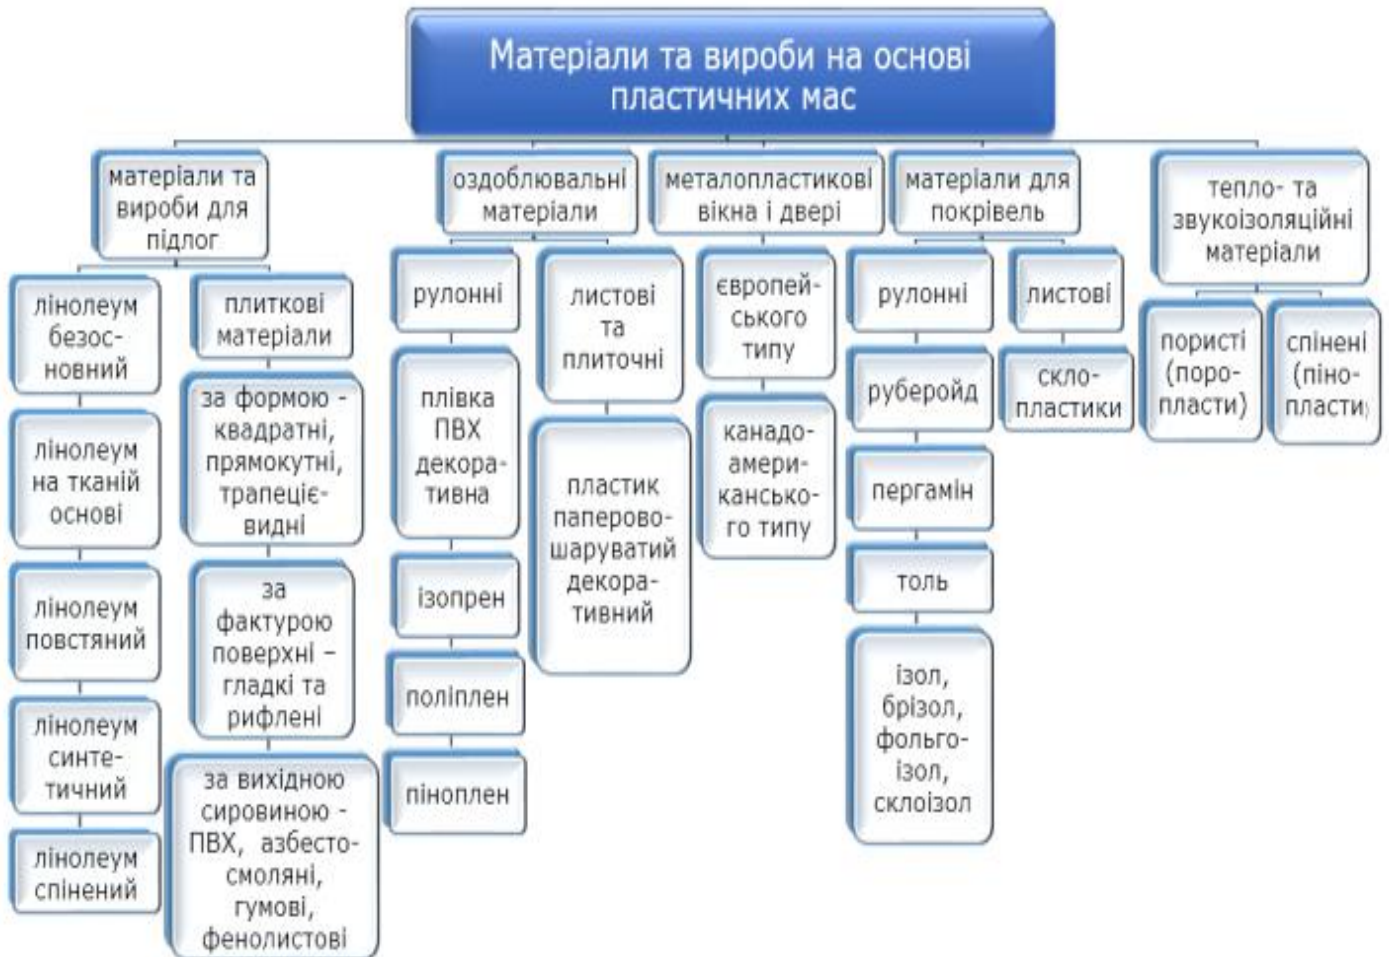 Матеріали та вироби на основі
пластичних мас
матеріали та
вироби для
підлог
лінолеум
безос-
новний
лінолеум
на тканій
основі
лінолеум
повстяний
лінолеум
синте-
тичний
лінолеум
спінений
плиткові
матеріали
за формою -
квадратні,
прямокутні,
трапеціє-
видні
за
фактурою
поверхні –
гладкі та
рифлені
за вихідною
сировиною -
ПВХ, азбесто-
смоляні,
гумові,
фенолистові
оздоблювальні
матеріали
рулонні
плівка
ПВХ
декора-
тивна
ізопрен
поліплен
піноплен
листові
та
плиточні
пластик
паперово-
шаруватий
декора-
тивний
металопластикові
вікна і двері
європей-
ського
типу
канадо-
амери-
кансько-
го типу
матеріали для
покрівель
рулонні
руберойд
пергамін
толь
ізол,
брізол,
фольго-
ізол,
склоізол
листові
скло-
пластики
тепло- та
звукоізоляційні
матеріали
пористі
(поро-
пласти)
спінені
(піно-
пласти)